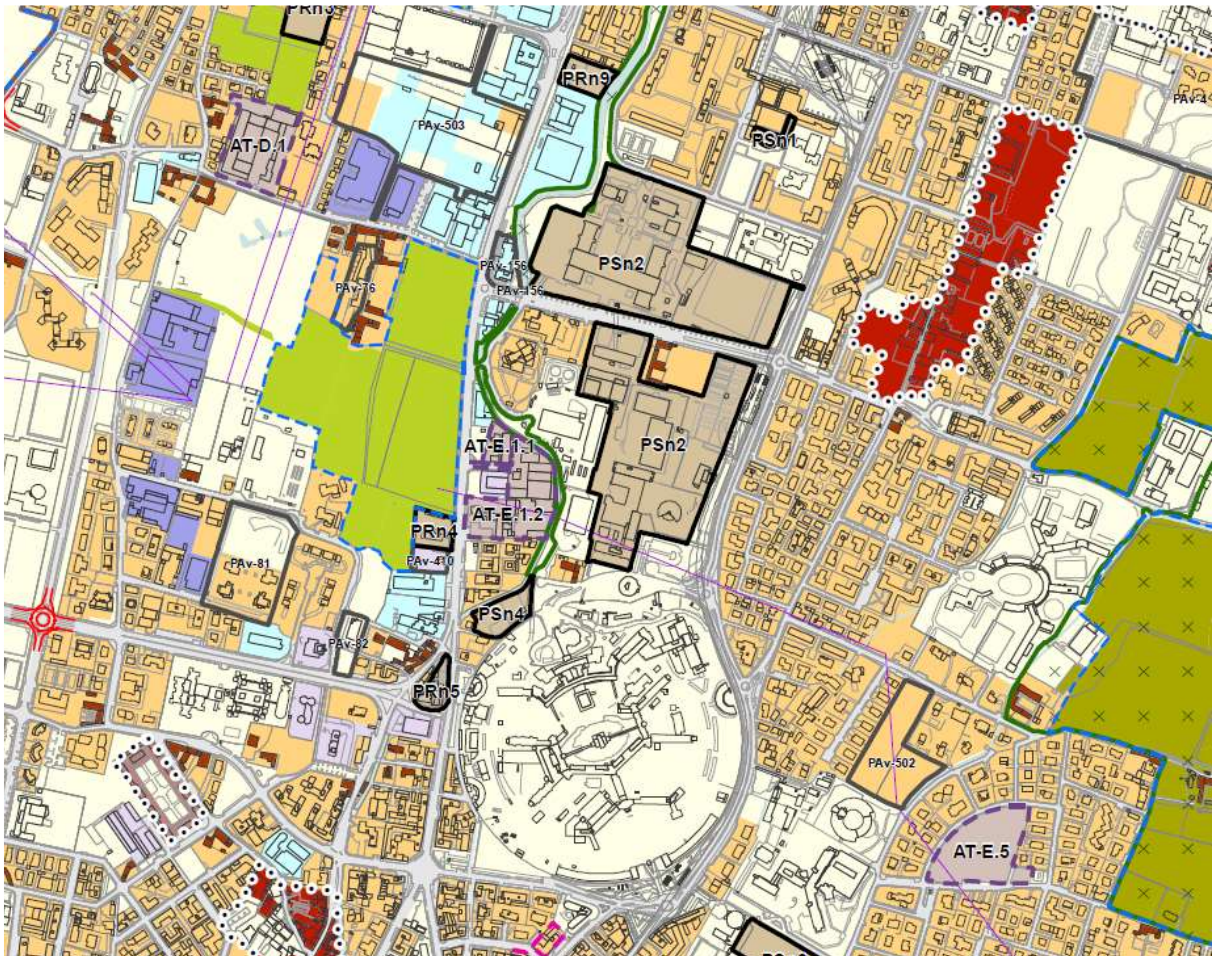 PRn3
PRn9
PAv-4
PAv-503
PSn1
AT-D.1
PSn2
PAv-156
PAv-76
PAv-156
PSn2
AT-E.1.1
AT-E.1.2
PRn4
PAv-410
PAv-81
PSn4
PAv-82
PRn5
PAv-502
AT-E.5